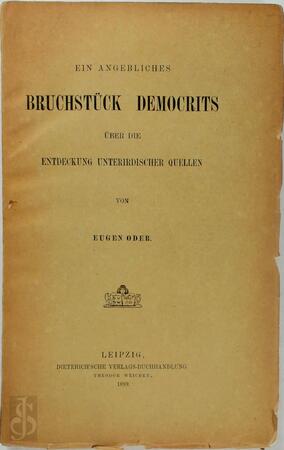 EIN ANGEBLICHES
BRUCHSTÜCK DEMOCRITS
ÜBER DIE
ENTDECKUNG UNTERIRDISCHER QUELLEN
VON
EUGEN ODER.
LEIPZIG,
DIETERICH'SCHE VERLAGS-BUCHHANDLUNG
THEODOR WEICHER,